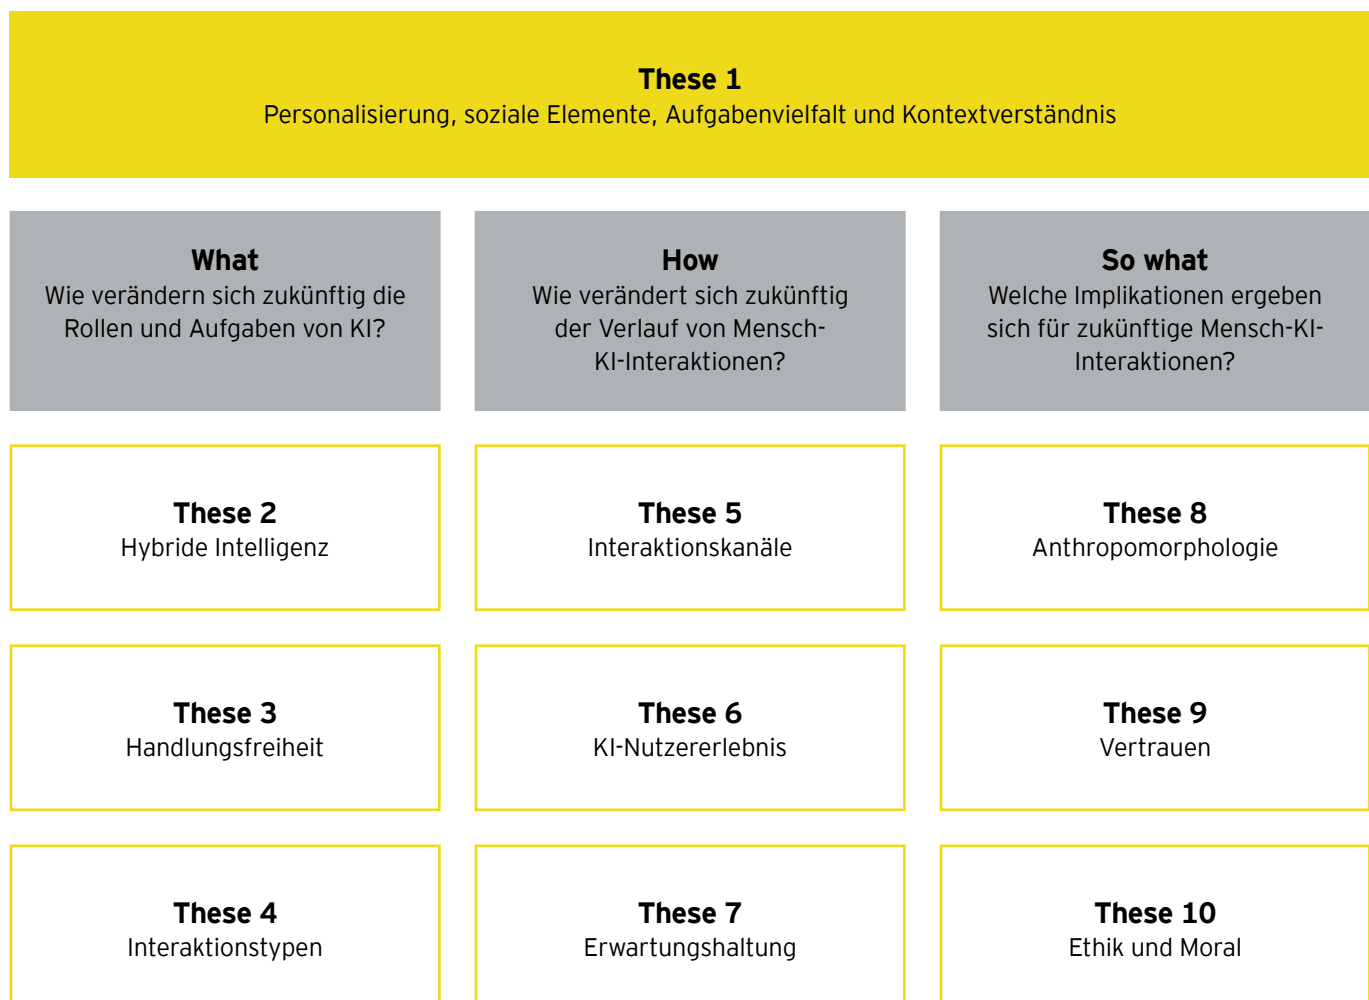 These 1
Personalisierung, soziale Elemente, Aufgabenvielfalt und Kontextverständnis
What
Wie verändern sich zukünftig die
Rollen und Aufgaben von KI?
How
Wie verändert sich zukünftig
der Verlauf von Mensch-
KI-Interaktionen?
So what
Welche Implikationen ergeben
sich für zukünftige Mensch-KI-
Interaktionen?
These 2
Hybride Intelligenz
These 5
Interaktionskanäle
These 8
Anthropomorphologie
These 3
Handlungsfreiheit
These 6
KI-Nutzererlebnis
These 9
Vertrauen
These 4
Interaktionstypen
These 7
Erwartungshaltung
These 10
Ethik und Moral